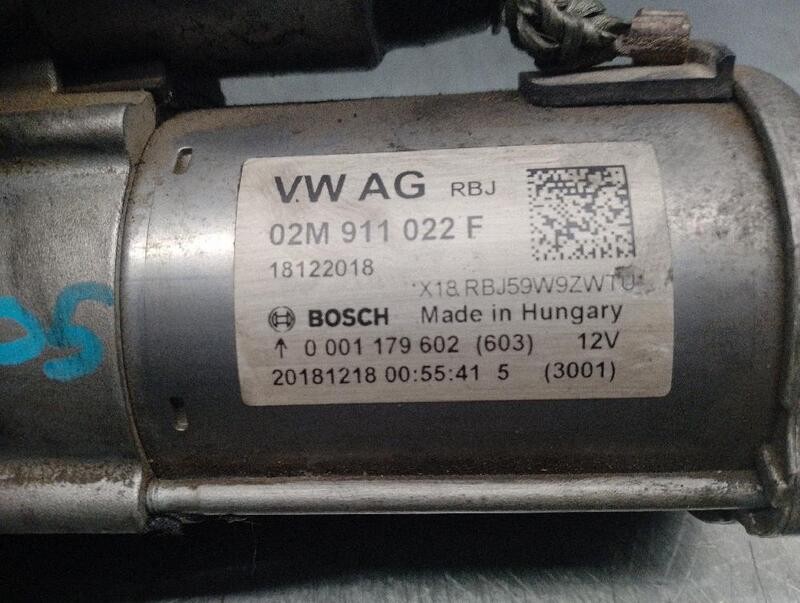 VW AG RBJ
02M 911 022 F
18122018
X18.RBJ59W9ZWTU
BOSCH Made in Hungary
↑ 0 001 179 602 (603) 12V
20181218 00:55:41 5 (3001)